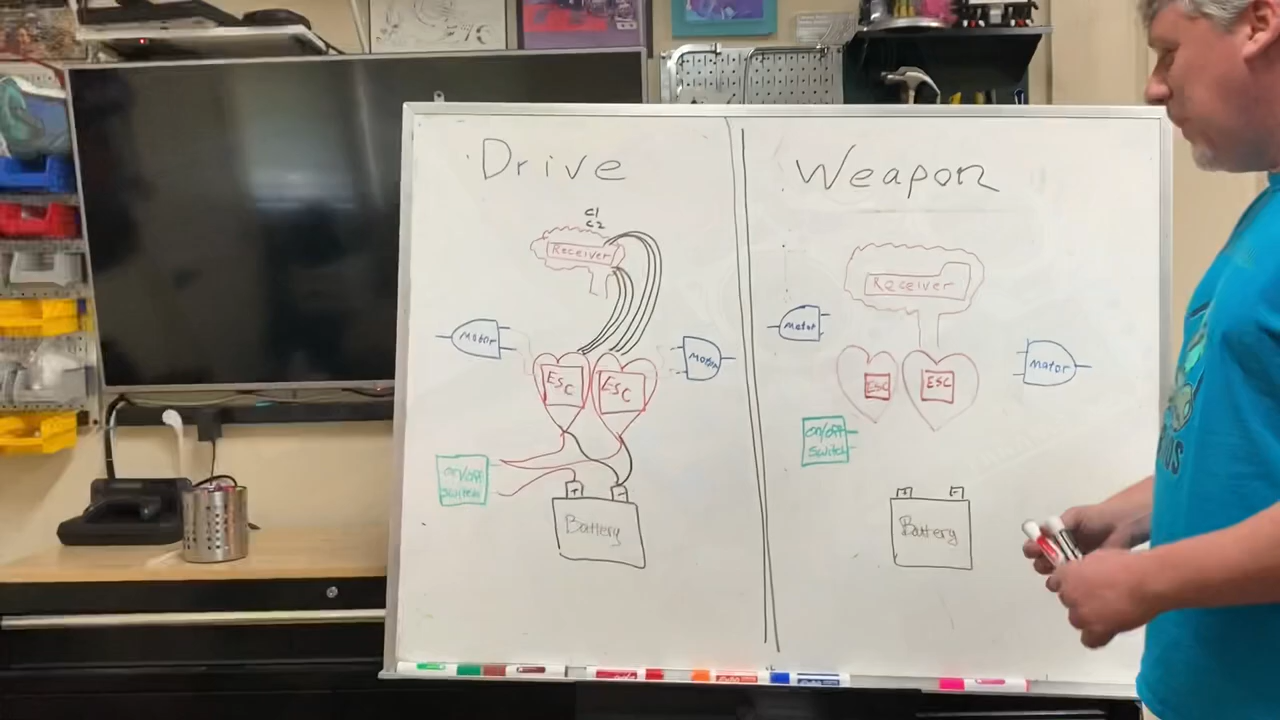 Drive
C1
C2
Receiver
Motor
Motor
ESC
ESC
on/off
switch
+
-
Battery
Weapon
Receiver
Motor
Motor
ESC
ESC
on/off
switch
+
-
Battery